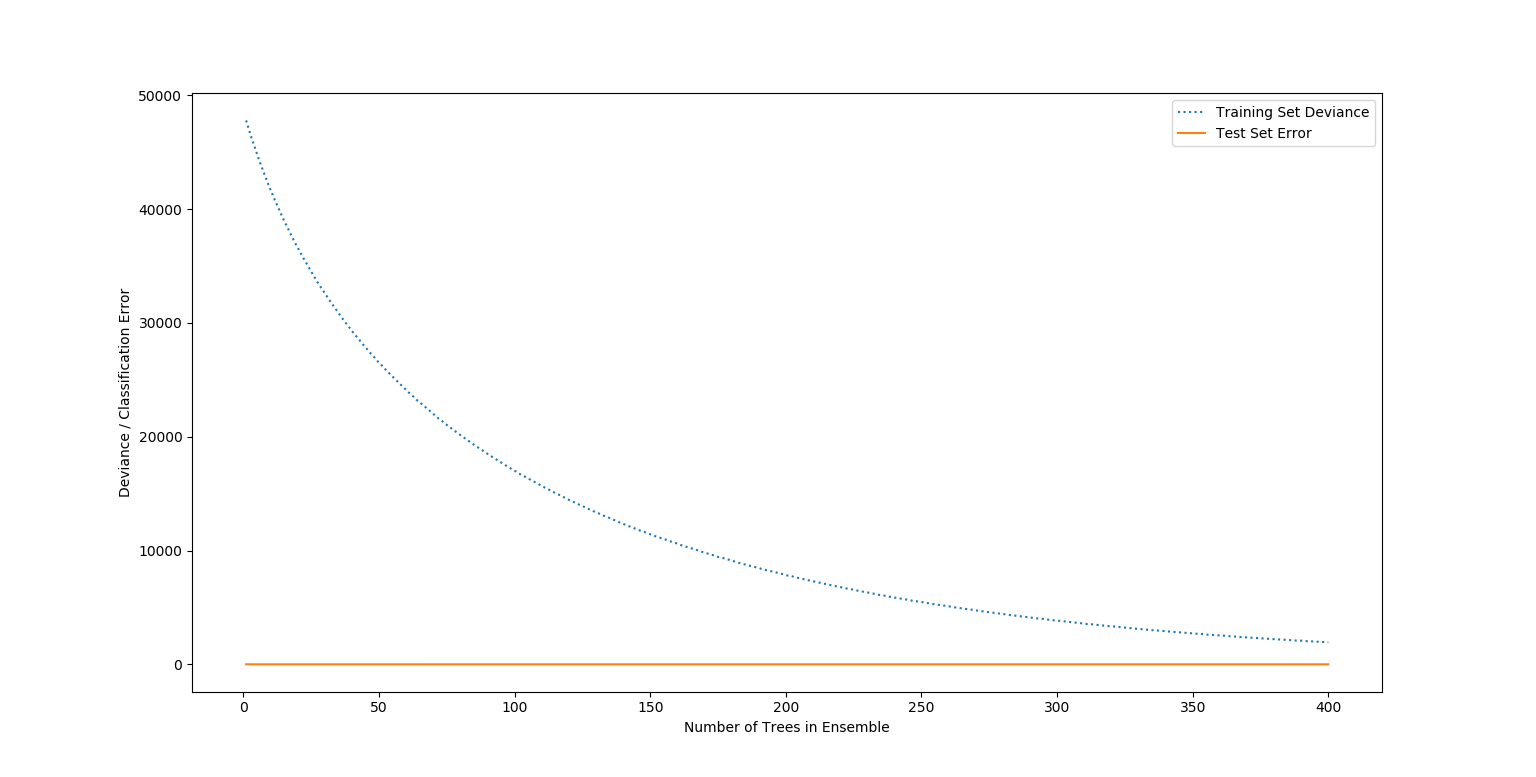 Training Set Deviance
Test Set Error
50000
40000
30000
20000
10000
0
Deviance / Classification Error
0 50 100 150 200 250 300 350 400
Number of Trees in Ensemble